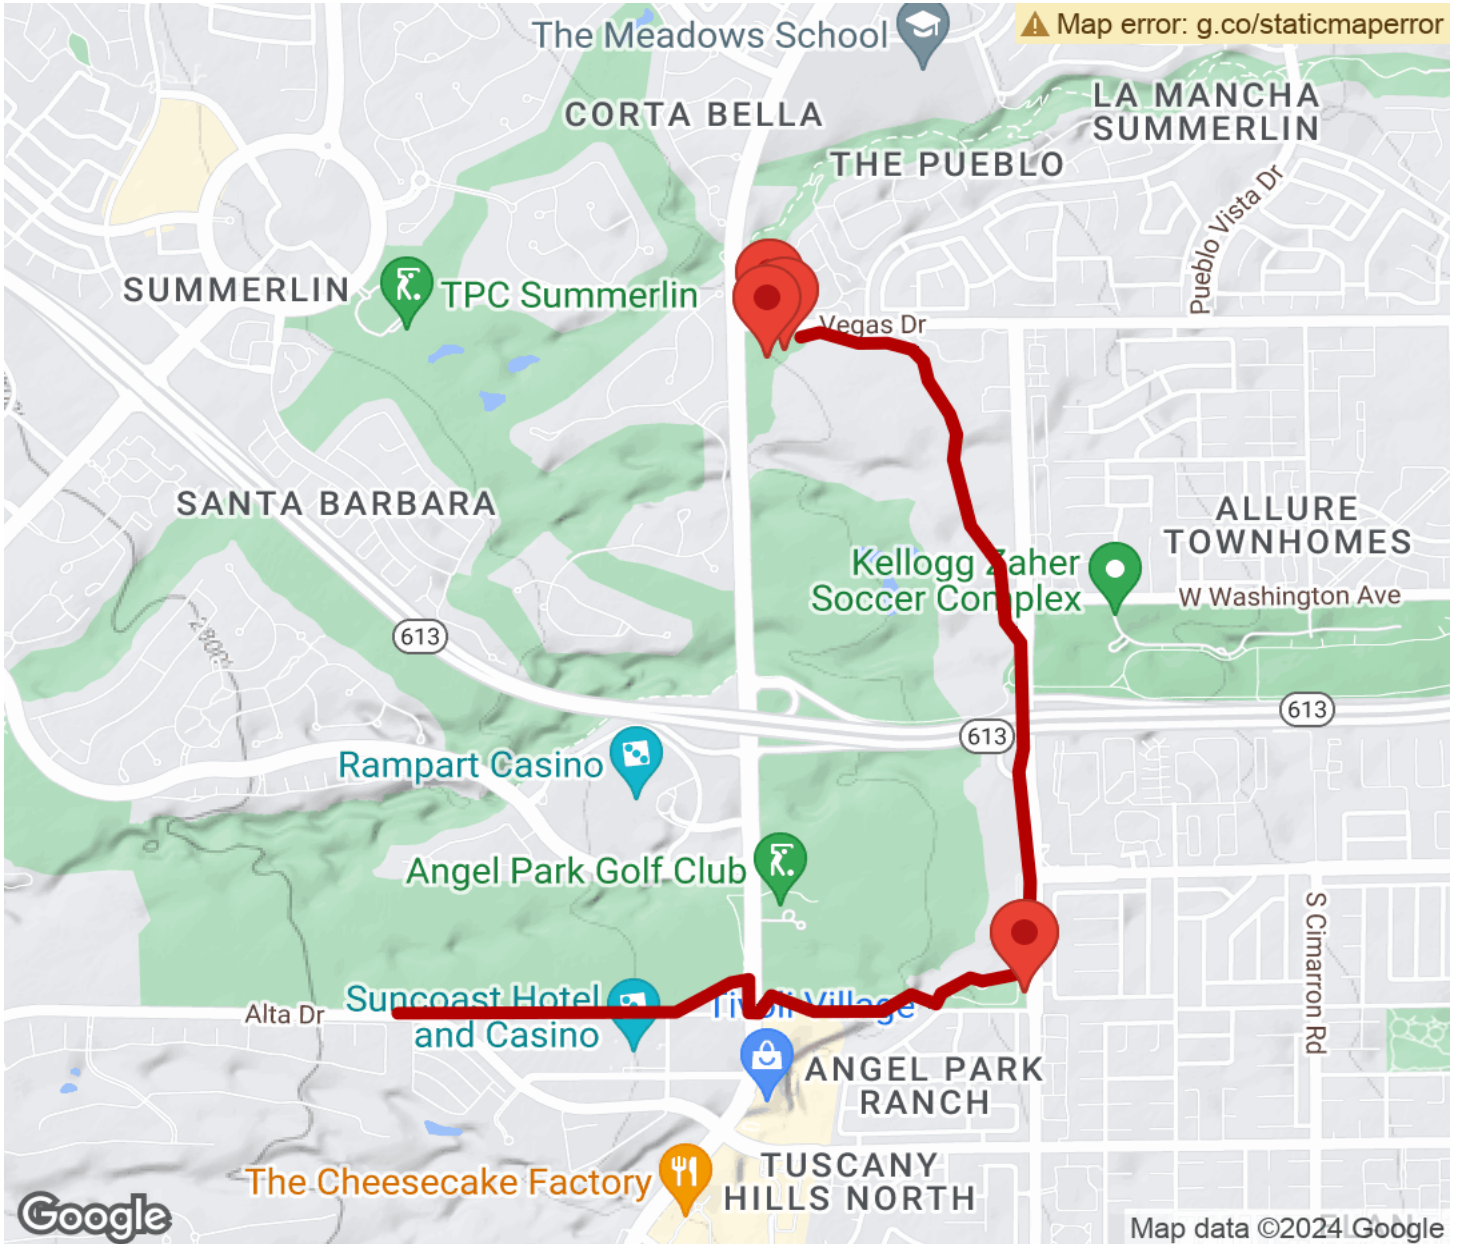 The Meadows School
Map error: g.co/staticmaperror
CORTA BELLA
LA MANCHA
SUMMERLIN
THE PUEBLO
Pueblo Vista Dr
SUMMERLIN
TPC Summerlin
Vegas Dr
SANTA BARBARA
ALLURE
TOWNHOMES
Kellogg Zaher
Soccer Complex
W Washington Ave
2800
613
613
613
Rampart Casino
Angel Park Golf Club
S Cimarron Rd
Alta Dr
Suncoast Hotel
and Casino
Tivoli Village
ANGEL PARK
RANCH
TUSCANY
HILLS NORTH
The Cheesecake Factory
Google
Map data ©2024 Google